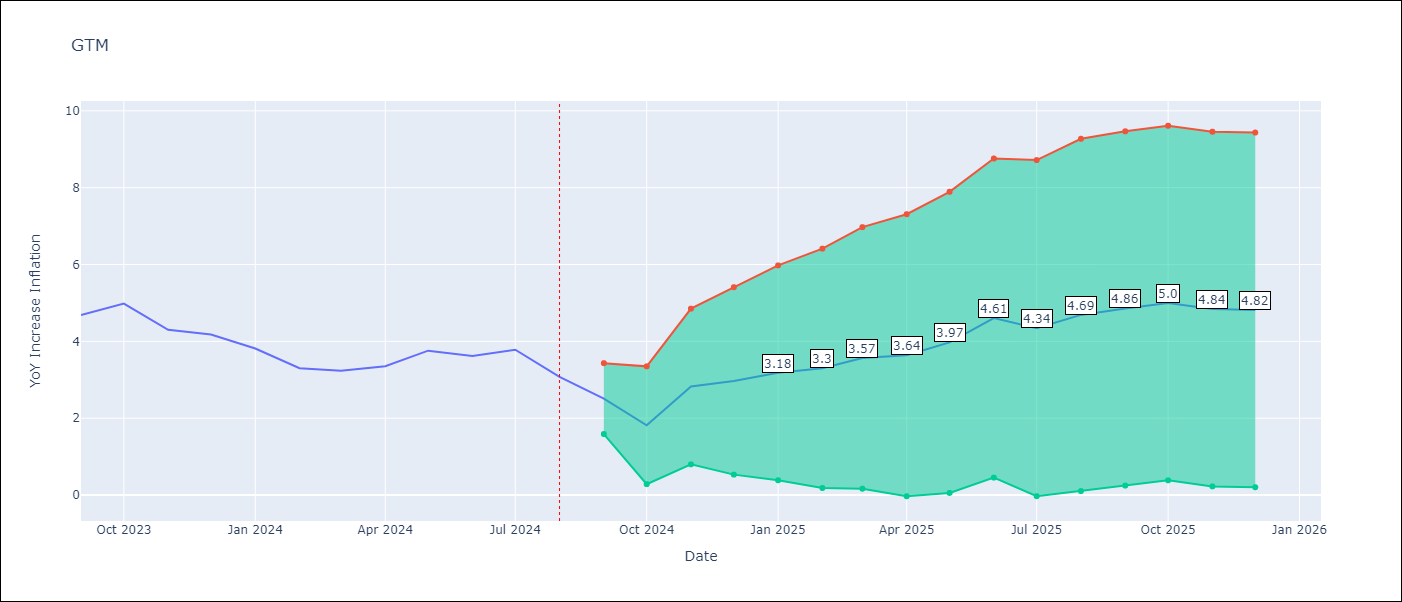 GTM
YoY Increase Inflation
10
8
6
4
2
0
3.18
3.3
3.57
3.64
3.97
4.61
4.34
4.69
4.86
5.0
4.84
4.82
Oct 2023
Jan 2024
Apr 2024
Jul 2024
Oct 2024
Jan 2025
Apr 2025
Jul 2025
Oct 2025
Jan 2026
Date